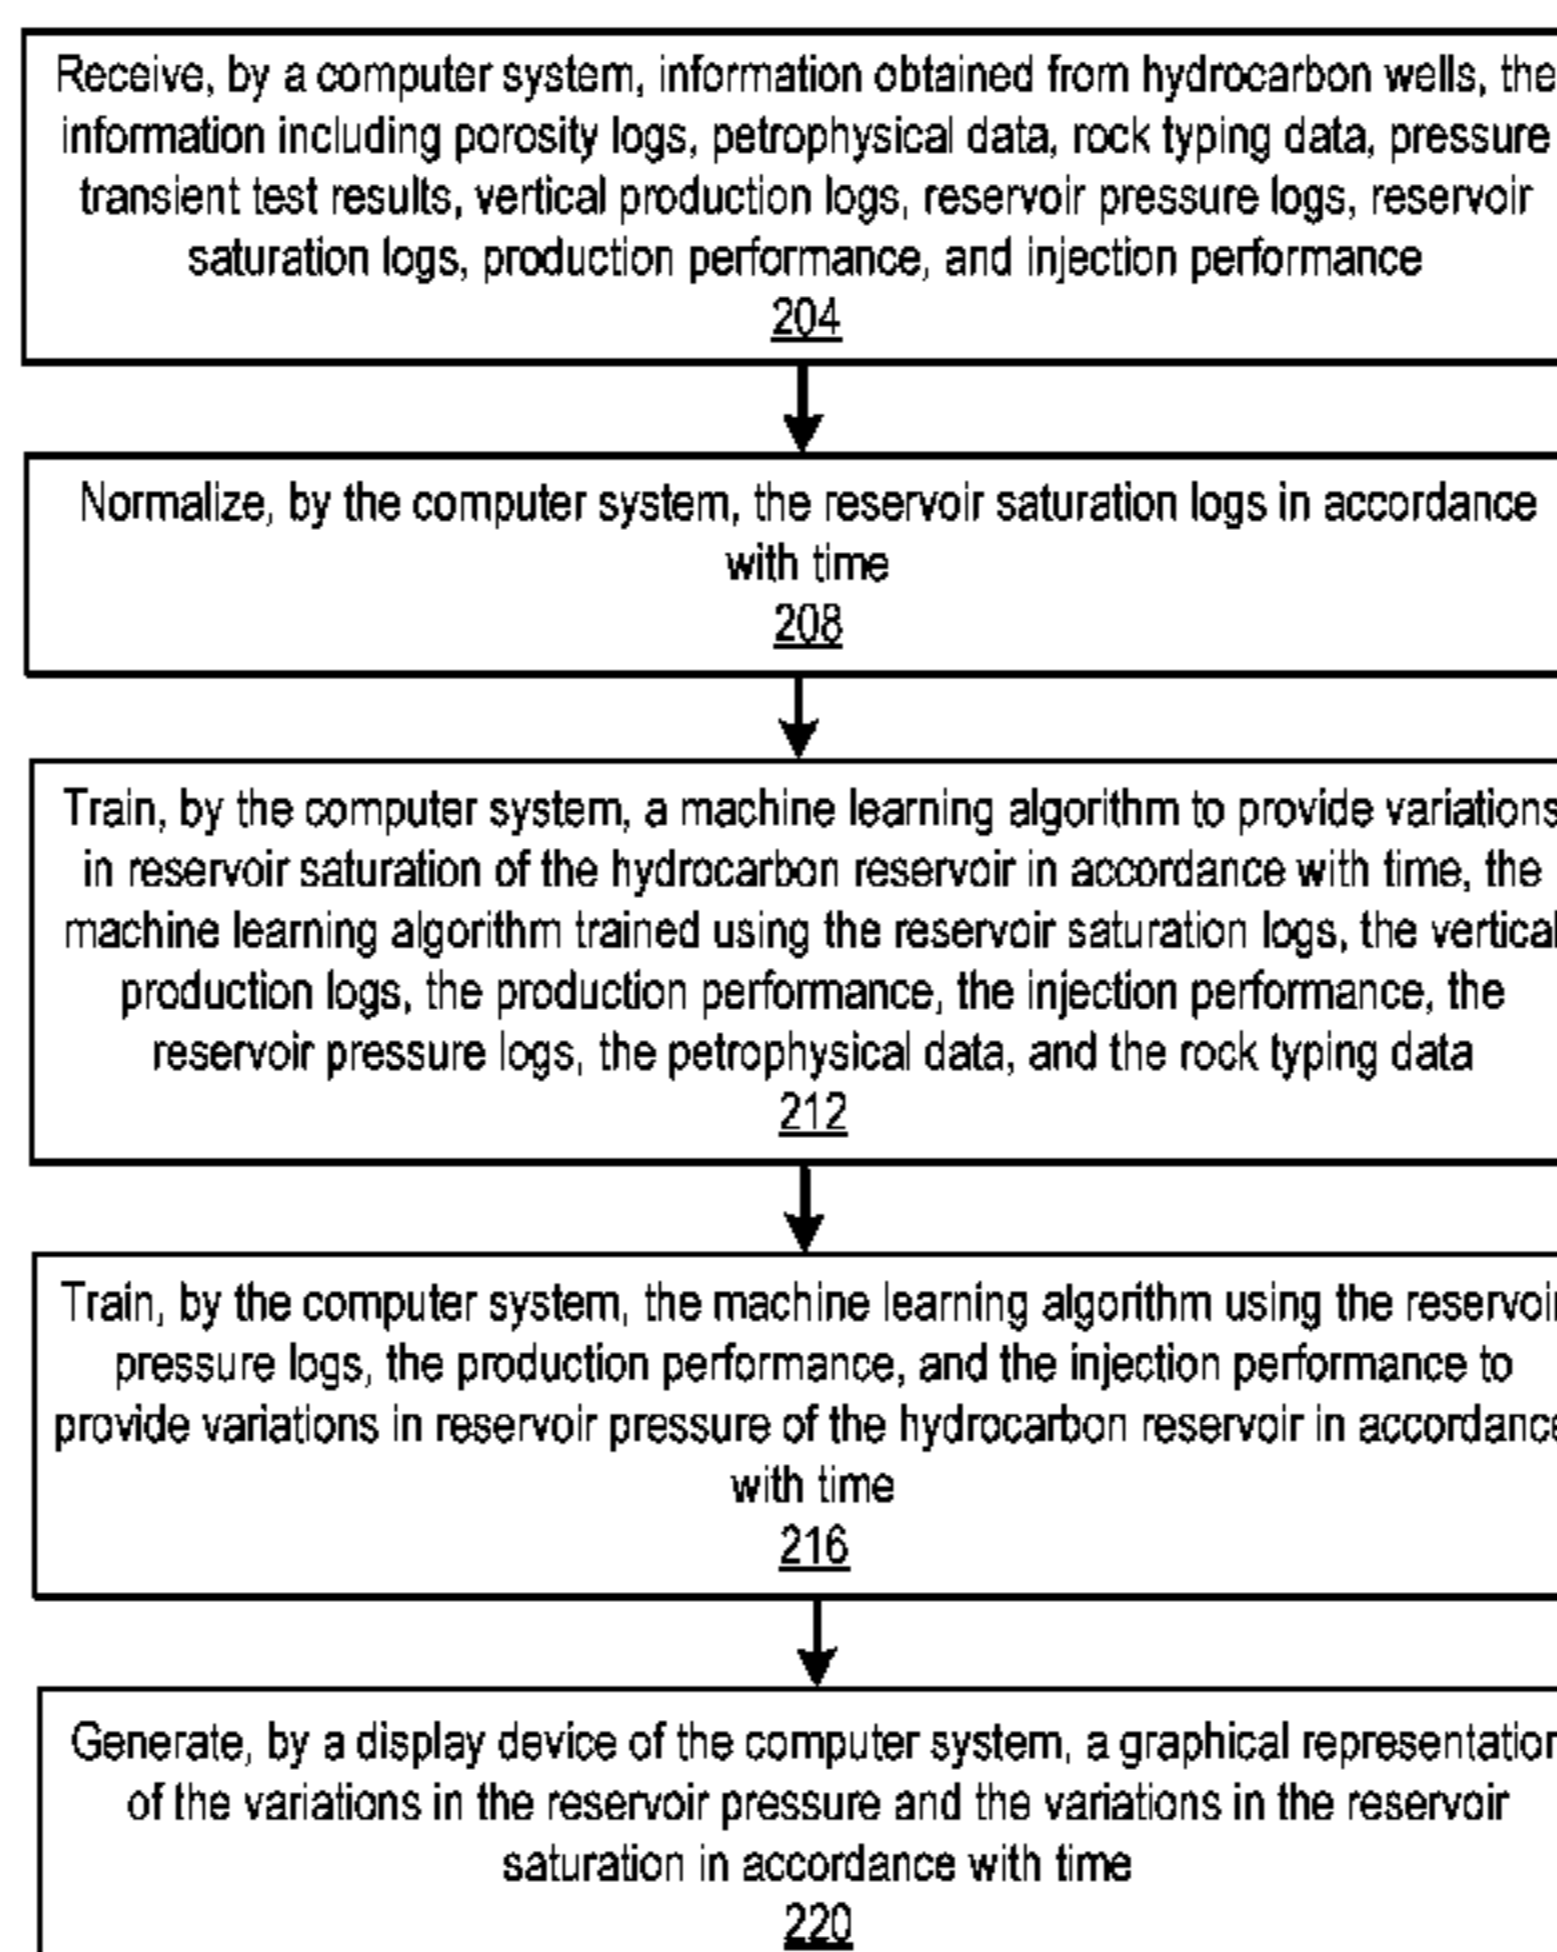 Receive, by a computer system, information obtained from hydrocarbon wells, the
information including porosity logs, petrophysical data, rock typing data, pressure
transient test results, vertical production logs, reservoir pressure logs, reservoir
saturation logs, production performance, and injection performance
204
Normalize, by the computer system, the reservoir saturation logs in accordance
with time
208
Train, by the computer system, a machine learning algorithm to provide variations
in reservoir saturation of the hydrocarbon reservoir in accordance with time, the
machine learning algorithm trained using the reservoir saturation logs, the vertical
production logs, the production performance, the injection performance, the
reservoir pressure logs, the petrophysical data, and the rock typing data
212
Train, by the computer system, the machine learning algorithm using the reservoir
pressure logs, the production performance, and the injection performance to
provide variations in reservoir pressure of the hydrocarbon reservoir in accordance
with time
216
Generate, by a display device of the computer system, a graphical representation
of the variations in the reservoir pressure and the variations in the reservoir
saturation in accordance with time
220